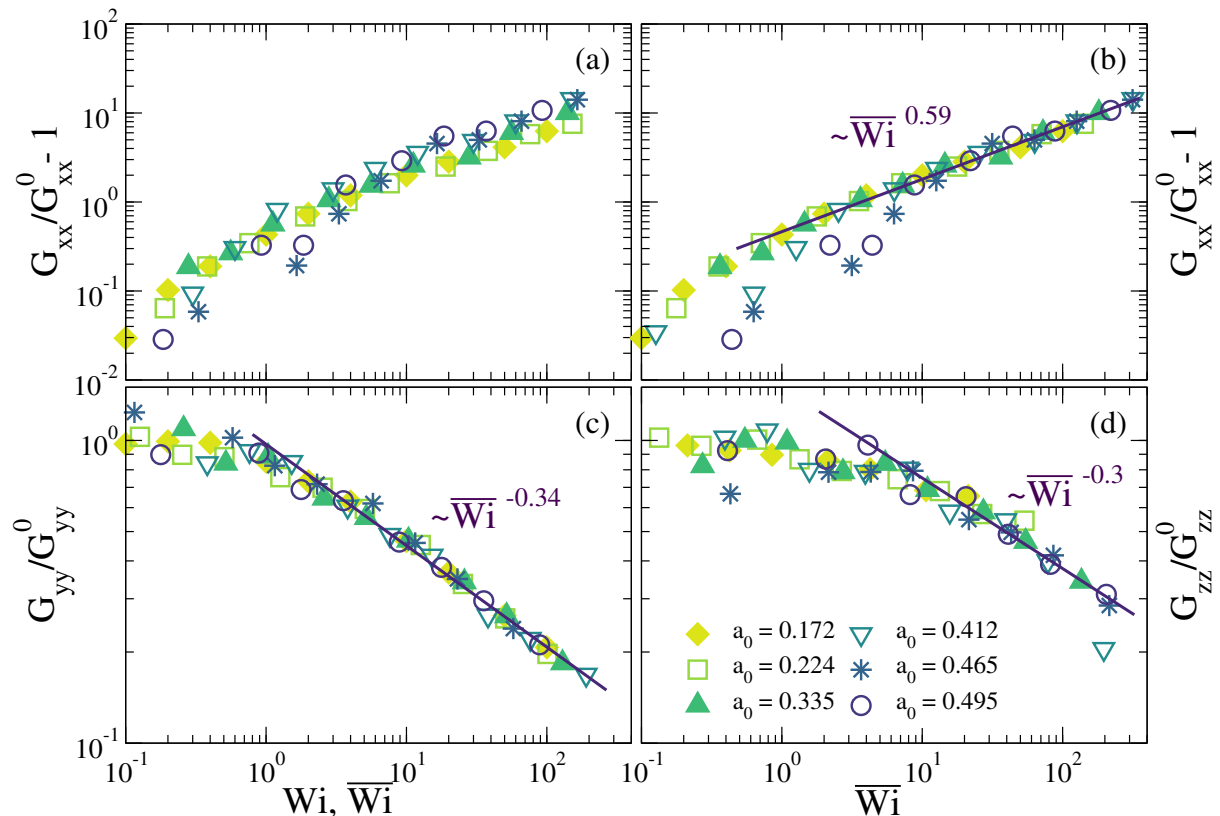 10^2
10^1
10^0
10^-1
10^-2
G_xx/G^0_xx - 1
(a)
(b)
~Wi̅ 0.59
G_xx/G^0_xx - 1
10^0
10^-1
G_yy/G^0_yy
(c)
~Wi̅ -0.34
(d)
~Wi̅ -0.3
G_zz/G^0_zz
a_0 = 0.172
a_0 = 0.412
a_0 = 0.224
a_0 = 0.465
a_0 = 0.335
a_0 = 0.495
10^-1
10^0
10^1
10^2
10^-1
10^0
10^1
10^2
Wi, Wi̅
Wi̅